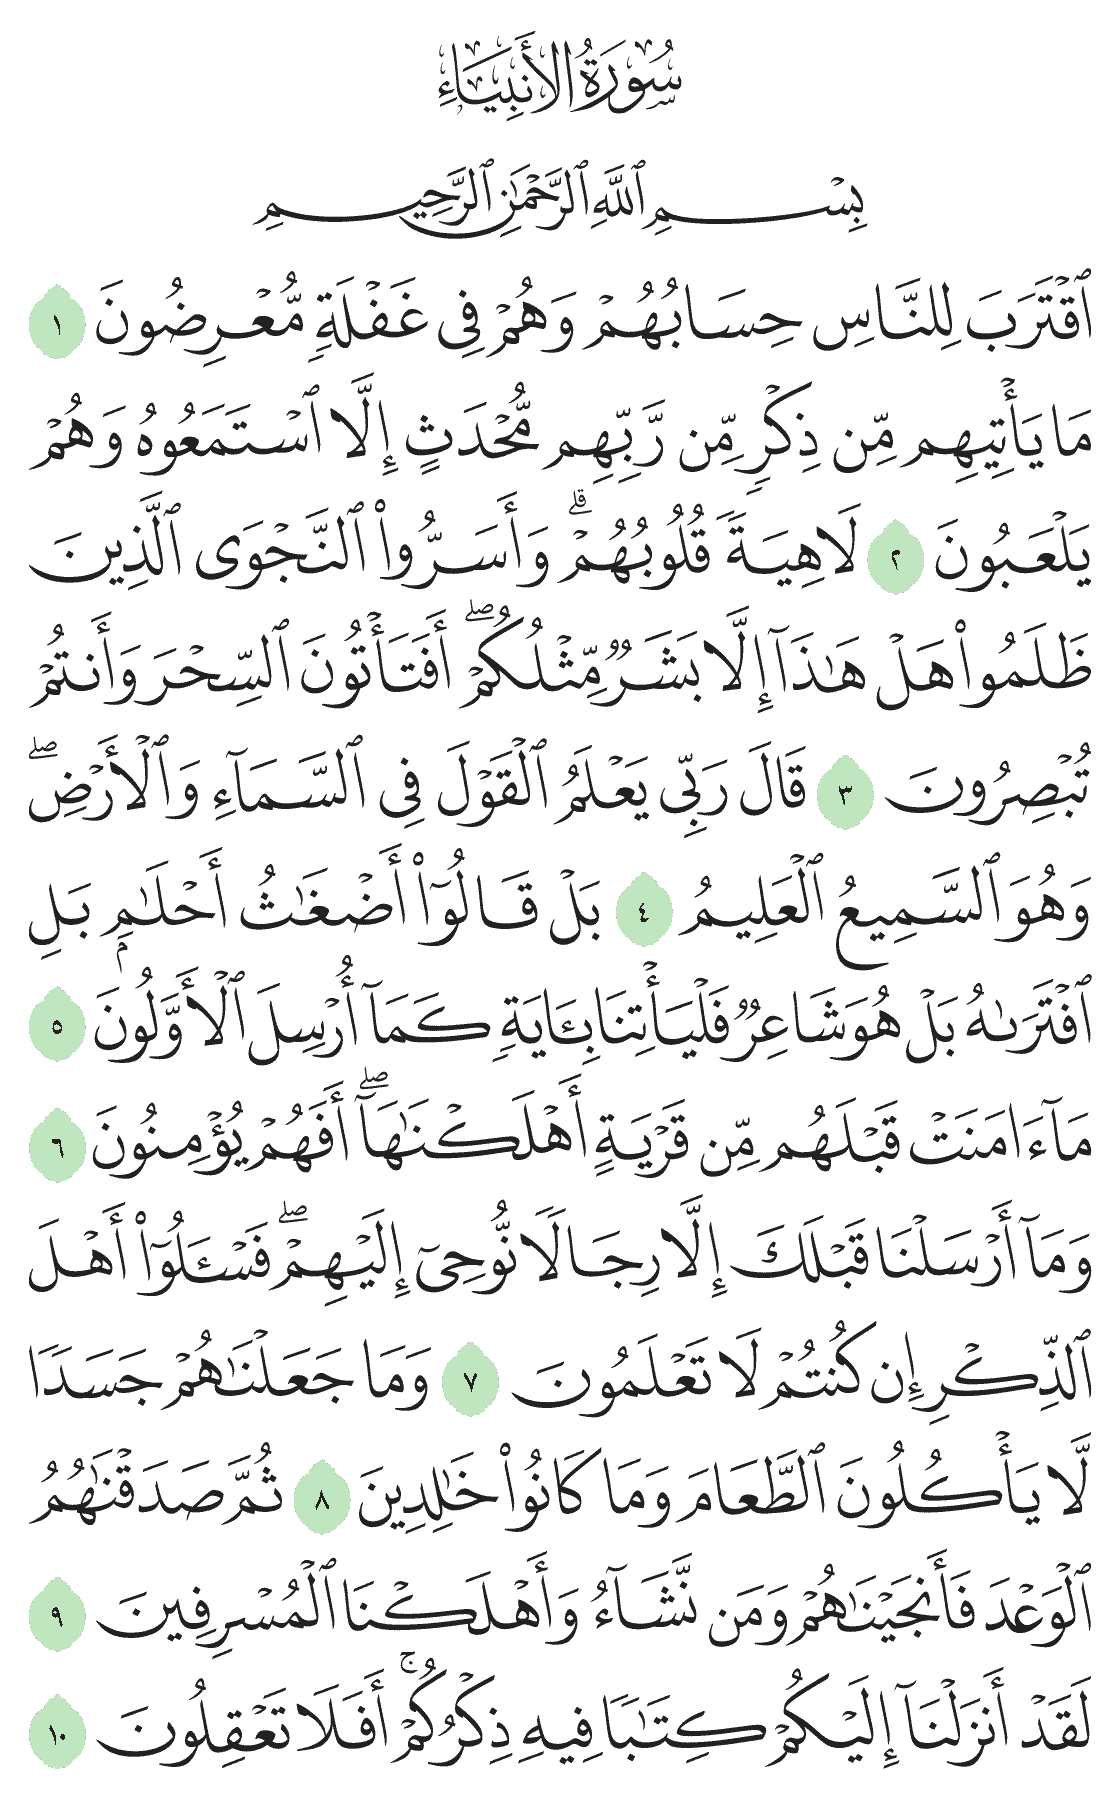 سُورَةُ الْأَنبِيَاءِ
بِسْمِ ٱللَّهِ ٱلرَّحْمَٰنِ ٱلرَّحِيمِ
ٱقْتَرَبَ لِلنَّاسِ حِسَابُهُمْ وَهُمْ فِى غَفْلَةٍ مُّعْرِضُونَ ١
مَا يَأْتِيهِم مِّن ذِكْرٍ مِّن رَّبِّهِم مُّحْدَثٍ إِلَّا ٱسْتَمَعُوهُ وَهُمْ
يَلْعَبُونَ ٢ لَاهِيَةً قُلُوبُهُمْ ۗ وَأَسَرُّوا۟ ٱلنَّجْوَى ٱلَّذِينَ
ظَلَمُوا۟ هَلْ هَٰذَآ إِلَّا بَشَرٌ مِّثْلُكُمْ ۖ أَفَتَأْتُونَ ٱلسِّحْرَ وَأَنتُمْ
تُبْصِرُونَ ٣ قَالَ رَبِّى يَعْلَمُ ٱلْقَوْلَ فِى ٱلسَّمَآءِ وَٱلْأَرْضِ ۖ
وَهُوَ ٱلسَّمِيعُ ٱلْعَلِيمُ ٤ بَلْ قَالُوٓا۟ أَضْغَٰثُ أَحْلَٰمٍۭ بَلِ
ٱفْتَرَىٰهُ بَلْ هُوَ شَاعِرٌ فَلْيَأْتِنَا بِـَٔايَةٍ كَمَآ أُرْسِلَ ٱلْأَوَّلُونَ ٥
مَآ ءَامَنَتْ قَبْلَهُم مِّن قَرْيَةٍ أَهْلَكْنَٰهَآ ۖ أَفَهُمْ يُؤْمِنُونَ ٦
وَمَآ أَرْسَلْنَا قَبْلَكَ إِلَّا رِجَالًا نُّوحِىٓ إِلَيْهِمْ ۖ فَسْـَٔلُوٓا۟ أَهْلَ
ٱلذِّكْرِ إِن كُنتُمْ لَا تَعْلَمُونَ ٧ وَمَا جَعَلْنَٰهُمْ جَسَدًا
لَّا يَأْكُلُونَ ٱلطَّعَامَ وَمَا كَانُوا۟ خَٰلِدِينَ ٨ ثُمَّ صَدَقْنَٰهُمُ
ٱلْوَعْدَ فَأَنجَيْنَٰهُمْ وَمَن نَّشَآءُ وَأَهْلَكْنَا ٱلْمُسْرِفِينَ ٩
لَقَدْ أَنزَلْنَآ إِلَيْكُمْ كِتَٰبًا فِيهِ ذِكْرُكُمْ ۚ أَفَلَا تَعْقِلُونَ ١٠